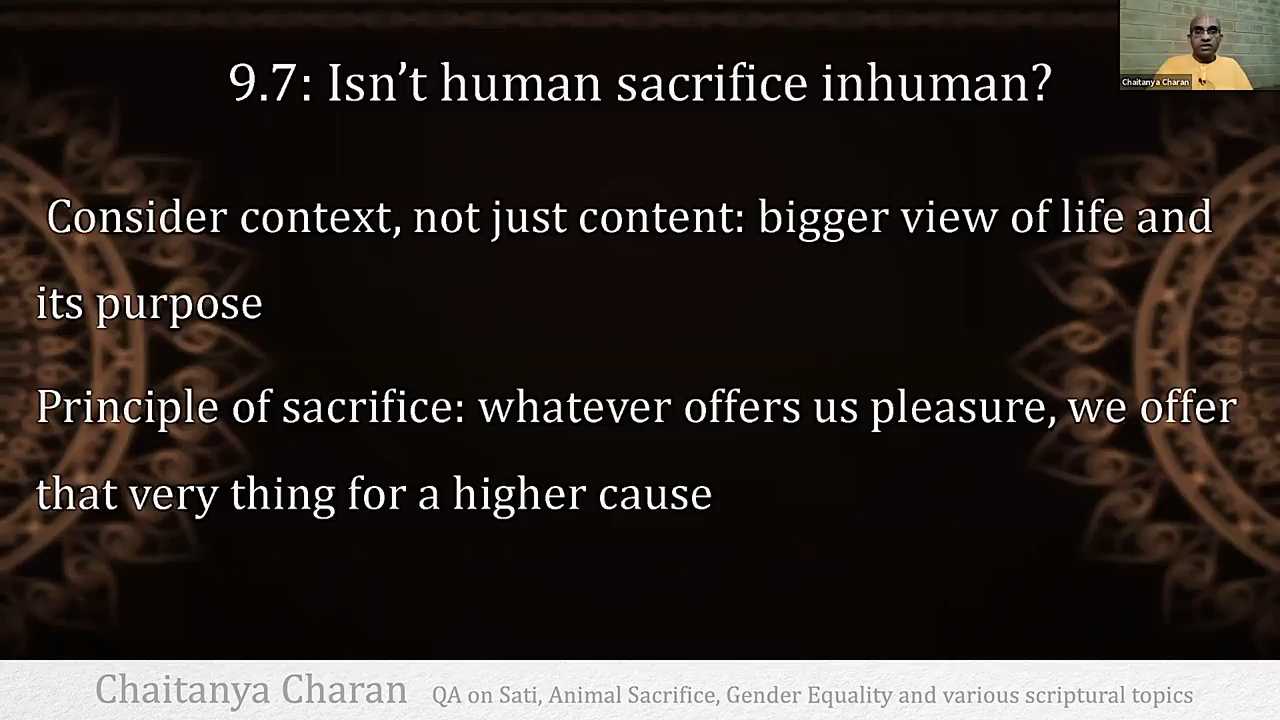 Chaitanya Charan
9.7: Isn’t human sacrifice inhuman?
Consider context, not just content: bigger view of life and
its purpose
Principle of sacrifice: whatever offers us pleasure, we offer
that very thing for a higher cause
Chaitanya Charan QA on Sati, Animal Sacrifice, Gender Equality and various scriptural topics